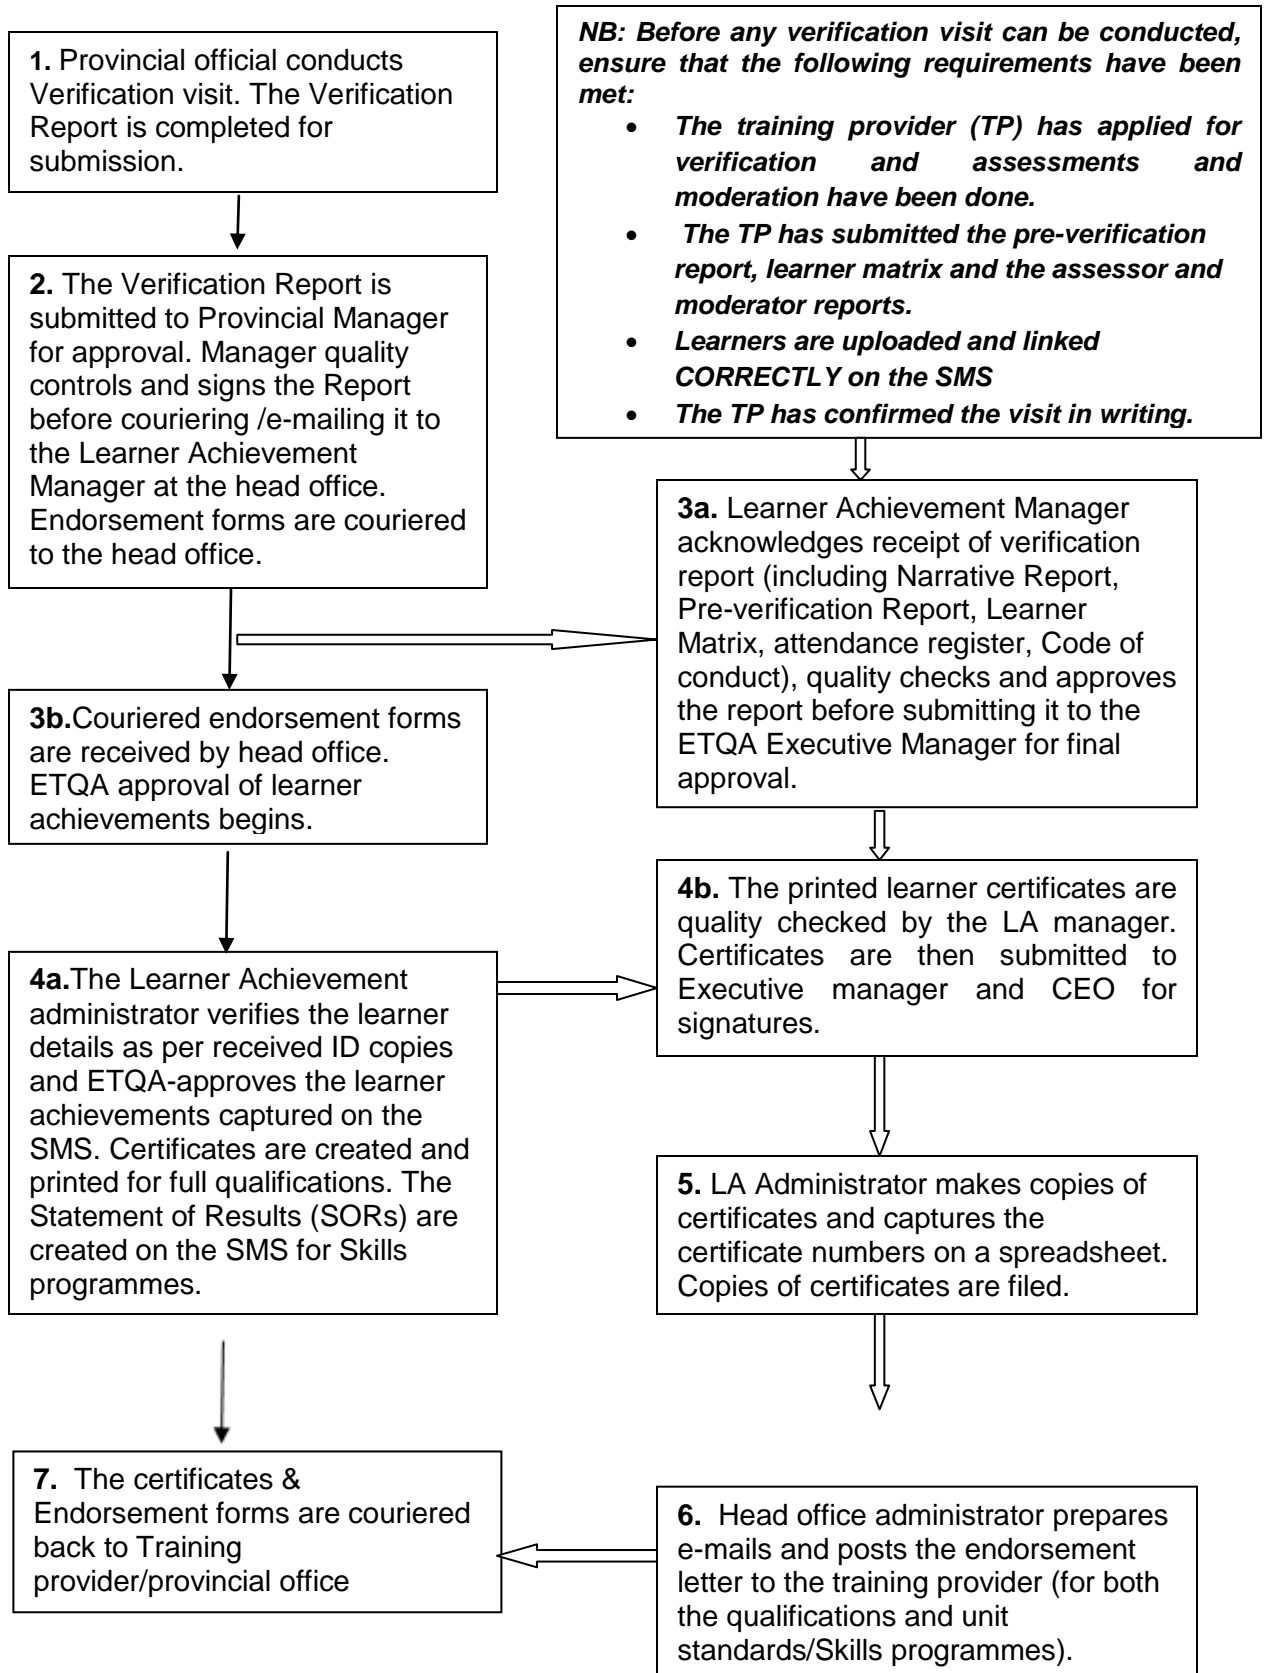 1. Provincial official conducts
Verification visit. The Verification
Report is completed for
submission.
NB: Before any verification visit can be conducted,
ensure that the following requirements have been
met:
• The training provider (TP) has applied for
verification and assessments and
moderation have been done.
• The TP has submitted the pre-verification
report, learner matrix and the assessor and
moderator reports.
• Learners are uploaded and linked
CORRECTLY on the SMS
• The TP has confirmed the visit in writing.
2. The Verification Report is
submitted to Provincial Manager
for approval. Manager quality
controls and signs the Report
before couriering /e-mailing it to
the Learner Achievement
Manager at the head office.
Endorsement forms are couriered
to the head office.
3a. Learner Achievement Manager
acknowledges receipt of verification
report (including Narrative Report,
Pre-verification Report, Learner
Matrix, attendance register, Code of
conduct), quality checks and approves
the report before submitting it to the
ETQA Executive Manager for final
approval.
3b.Couriered endorsement forms
are received by head office.
ETQA approval of learner
achievements begins.
4b. The printed learner certificates are
quality checked by the LA manager.
Certificates are then submitted to
Executive manager and CEO for
signatures.
4a.The Learner Achievement
administrator verifies the learner
details as per received ID copies
and ETQA-approves the learner
achievements captured on the
SMS. Certificates are created and
printed for full qualifications. The
Statement of Results (SORs) are
created on the SMS for Skills
programmes.
5. LA Administrator makes copies of
certificates and captures the
certificate numbers on a spreadsheet.
Copies of certificates are filed.
7. The certificates &
Endorsement forms are couriered
back to Training
provider/provincial office
6. Head office administrator prepares
e-mails and posts the endorsement
letter to the training provider (for both
the qualifications and unit
standards/Skills programmes).